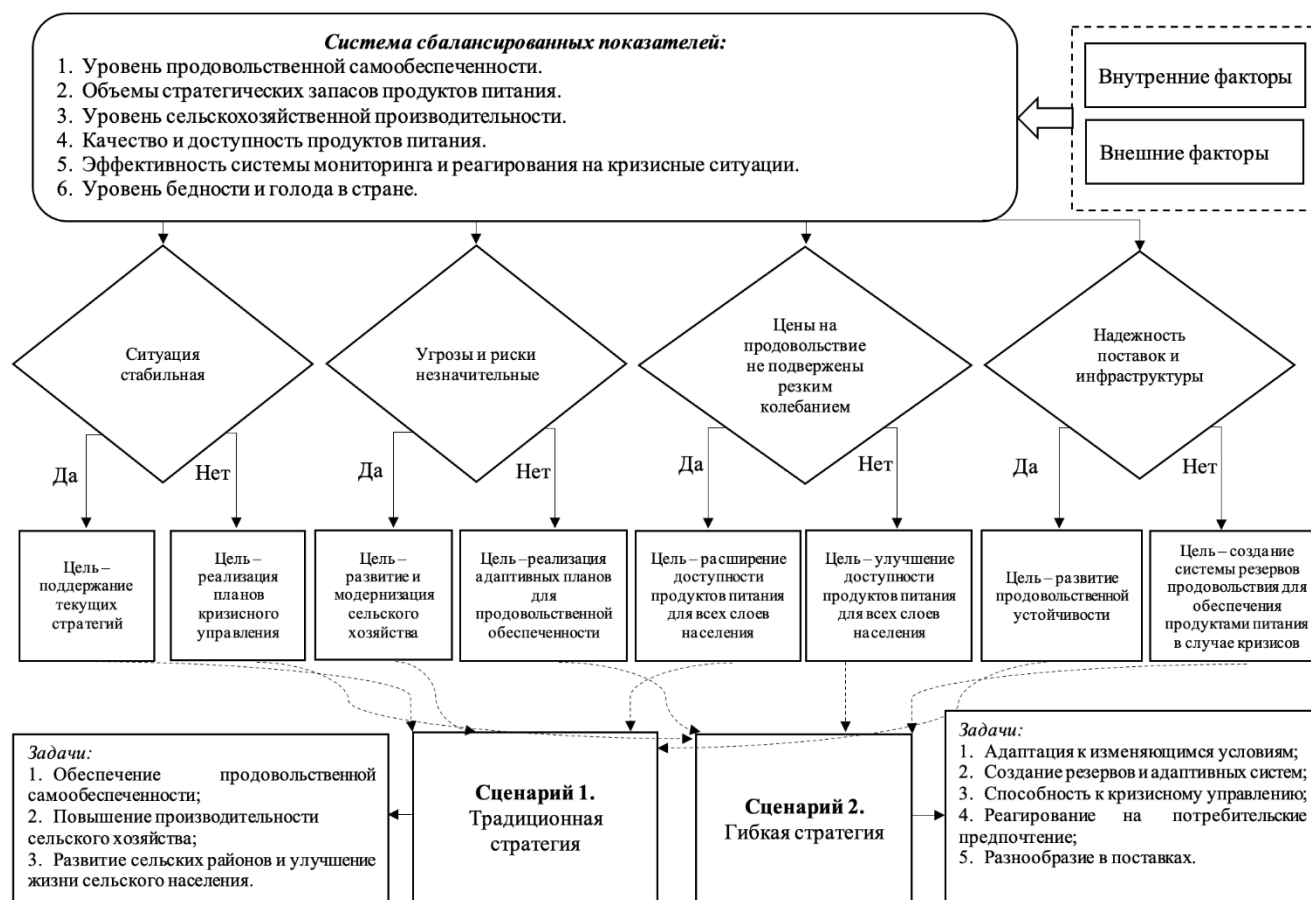 Система сбалансированных показателей:
1. Уровень продовольственной самообеспеченности.
2. Объемы стратегических запасов продуктов питания.
3. Уровень сельскохозяйственной производительности.
4. Качество и доступность продуктов питания.
5. Эффективность системы мониторинга и реагирования на кризисные ситуации.
6. Уровень бедности и голода в стране.
Внутренние факторы
Внешние факторы
Ситуация
стабильная
Угрозы и риски
незначительные
Цены на
продовольствие
не подвержены
резким
колебанием
Надежность
поставок и
инфраструктуры
Да
Нет
Да
Нет
Да
Нет
Да
Нет
Цель –
поддержание
текущих
стратегий
Цель –
реализация
планов
кризисного
управления
Цель –
развитие и
модернизация
сельского
хозяйства
Цель – реализация
адаптивных планов
для
продовольственной
обеспеченности
Цель – расширение
доступности
продуктов питания
для всех слоев
населения
Цель – улучшение
доступности
продуктов питания
для всех слоев
населения
Цель – развитие
продовольственной
устойчивости
Цель – создание
системы резервов
продовольствия для
обеспечения
продуктами питания
в случае кризисов
Задачи:
1. Обеспечение продовольственной
самообеспеченности;
2. Повышение производительности
сельского хозяйства;
3. Развитие сельских районов и улучшение
жизни сельского населения.
Сценарий 1.
Традиционная
стратегия
Сценарий 2.
Гибкая стратегия
Задачи:
1. Адаптация к изменяющимся условиям;
2. Создание резервов и адаптивных систем;
3. Способность к кризисному управлению;
4. Реагирование на потребительские
предпочтение;
5. Разнообразие в поставках.